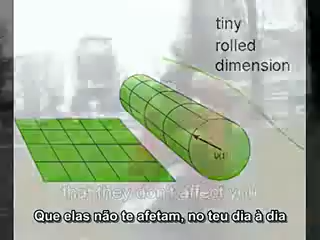 tiny
rolled
dimension
that they don't affect you
Que elas não te afetam, no teu dia à dia